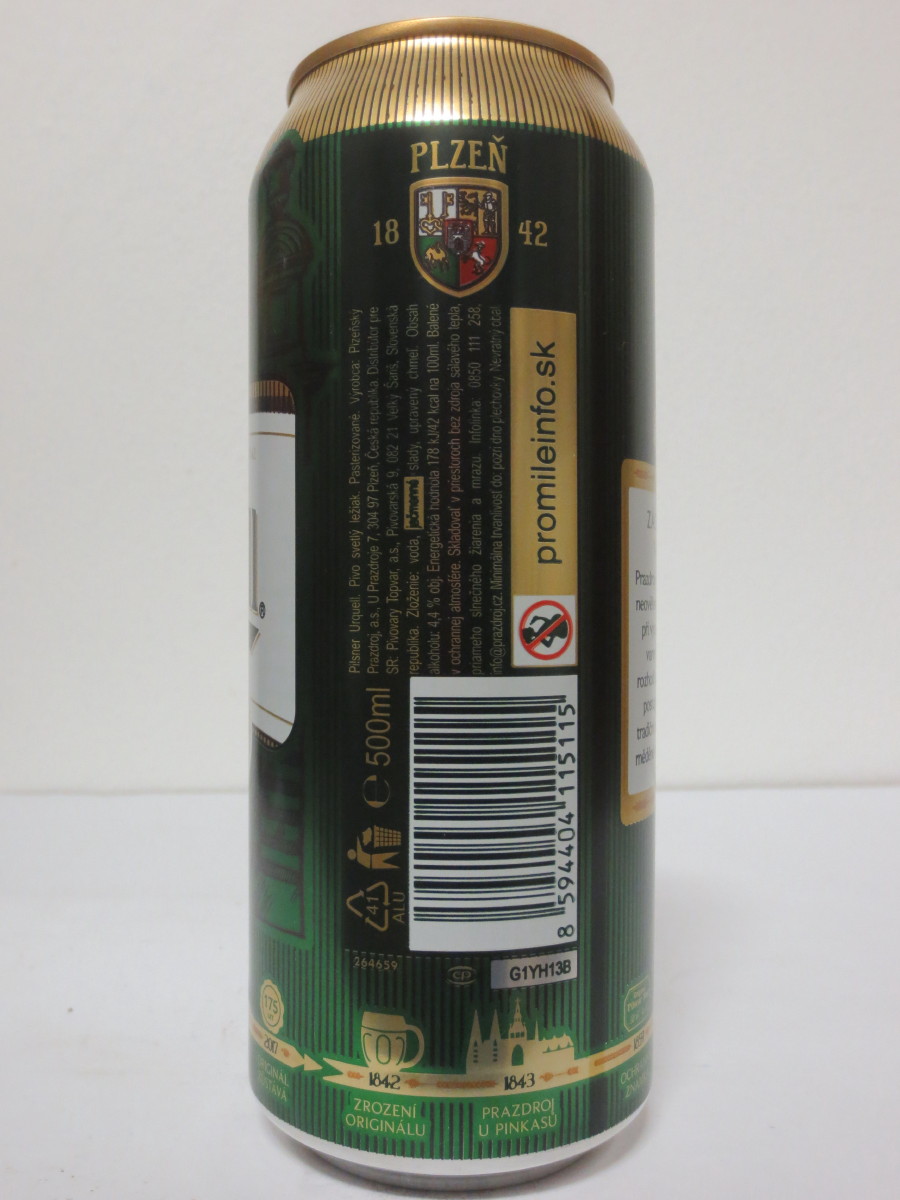 PLZEŇ
18 42
Pilsner Urquell. Pivo svetlý ležiak. Pasterizované. Výrobca: Plzeňský
Prazdroj, a.s., U Prazdroje 7, 304 97 Plzeň, Česká republika. Distribútor pre
SR: Pivovary Topvar, a.s., Pivovarská 9, 082 21 Veľký Šariš, Slovenská
republika. Zloženie: voda, jačmenné slady, upravený chmeľ. Obsah
alkoholu: 4,4 % obj. Energetická hodnota 178 kJ/42 kcal na 100ml. Balené
v ochrannej atmosfére. Skladovať v priestoroch bez zdroja sálavého tepla,
priameho slnečného žiarenia a mrazu. Infolinka: 0850 111 258,
info@prazdroj.cz. Minimálna trvanlivosť do: pozri dno plechovky. Nevratný obal.
promileinfo.sk
℮ 500ml
41
ALU
8 594404 115115
264659
G1YH13B
175
2017
1842
1843
ZROZENÍ
ORIGINÁLU
PRAZDROJ
U PINKASŮ
®